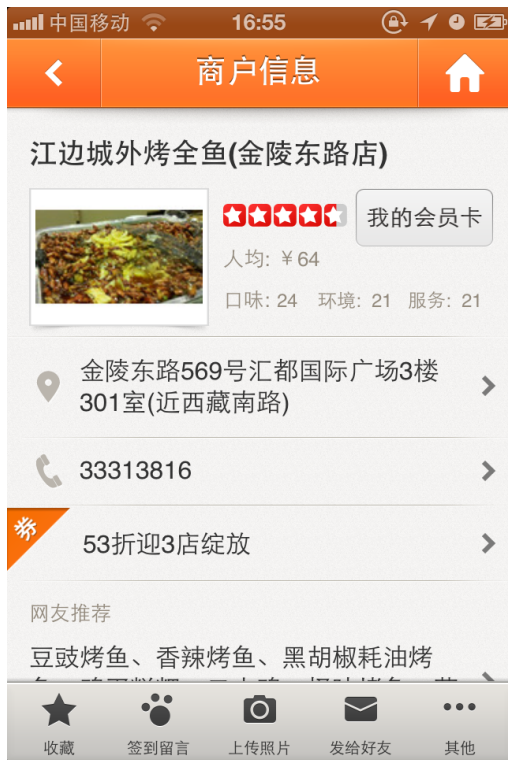 中国移动
16:55
商户信息
江边城外烤全鱼(金陵东路店)
我的会员卡
人均: ￥64
口味: 24 环境: 21 服务: 21
金陵东路569号汇都国际广场3楼
301室(近西藏南路)
33313816
券
53折迎3店绽放
网友推荐
豆豉烤鱼、香辣烤鱼、黑胡椒耗油烤
收藏
签到留言
上传照片
发给好友
其他